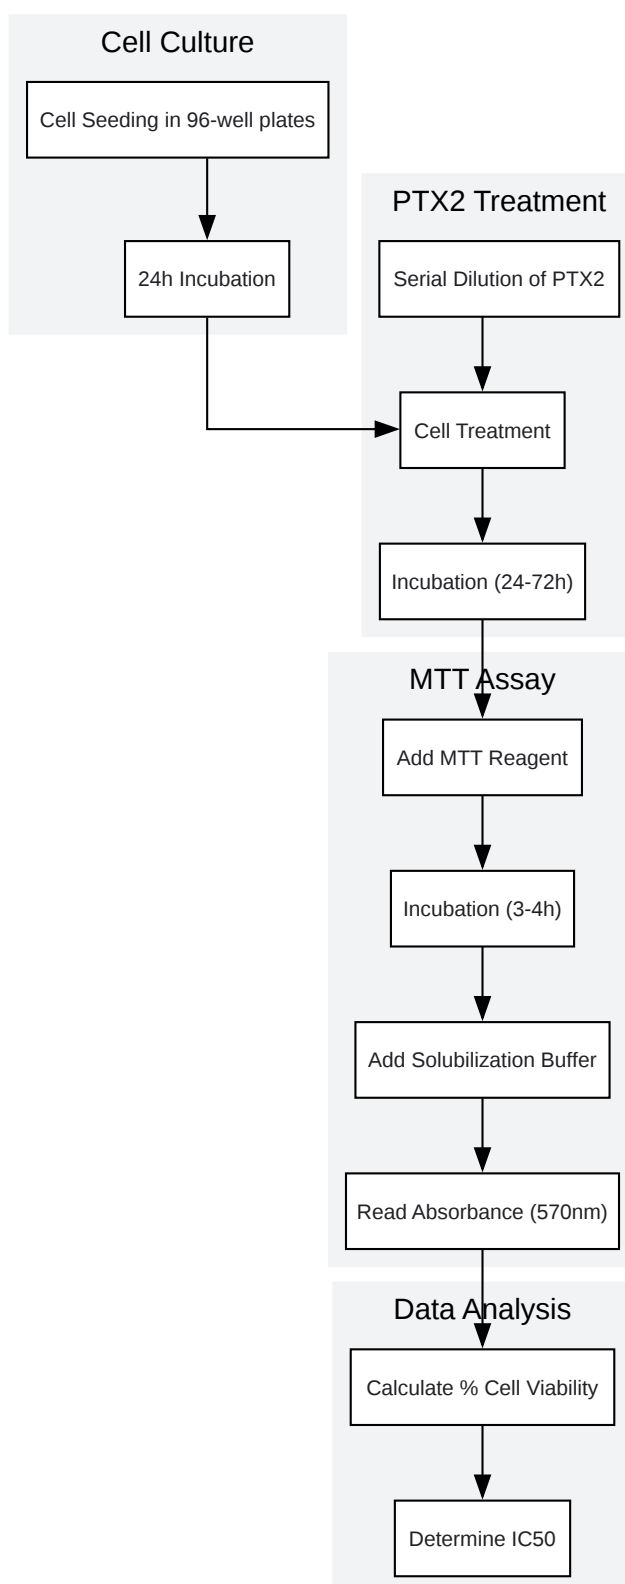 Cell Culture
Cell Seeding in 96-well plates
24h Incubation
PTX2 Treatment
Serial Dilution of PTX2
Cell Treatment
Incubation (24-72h)
MTT Assay
Add MTT Reagent
Incubation (3-4h)
Add Solubilization Buffer
Read Absorbance (570nm)
Data Analysis
Calculate % Cell Viability
Determine IC50